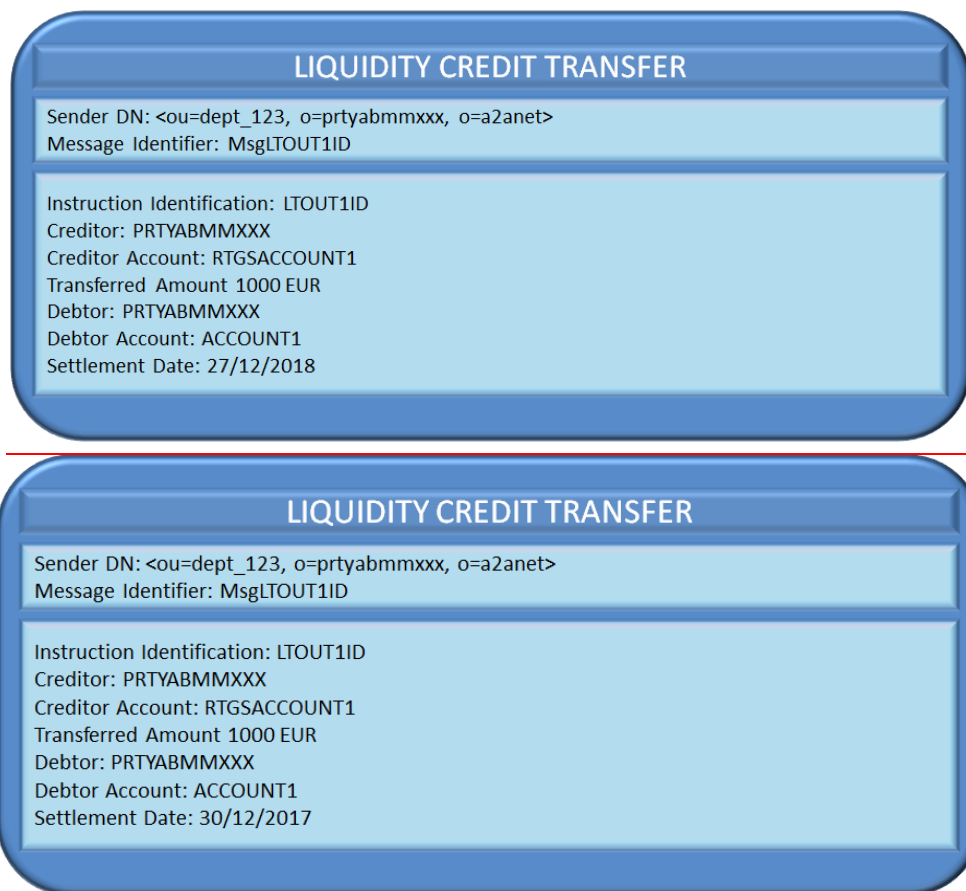 LIQUIDITY CREDIT TRANSFER
Sender DN: <ou=dept_123, o=prtyabmmxxx, o=a2anet>
Message Identifier: MsgLTOUT1ID
Instruction Identification: LTOUT1ID
Creditor: PRTYABMMXXX
Creditor Account: RTGSACCOUNT1
Transferred Amount 1000 EUR
Debtor: PRTYABMMXXX
Debtor Account: ACCOUNT1
Settlement Date: 27/12/2018
LIQUIDITY CREDIT TRANSFER
Sender DN: <ou=dept_123, o=prtyabmmxxx, o=a2anet>
Message Identifier: MsgLTOUT1ID
Instruction Identification: LTOUT1ID
Creditor: PRTYABMMXXX
Creditor Account: RTGSACCOUNT1
Transferred Amount 1000 EUR
Debtor: PRTYABMMXXX
Debtor Account: ACCOUNT1
Settlement Date: 30/12/2017